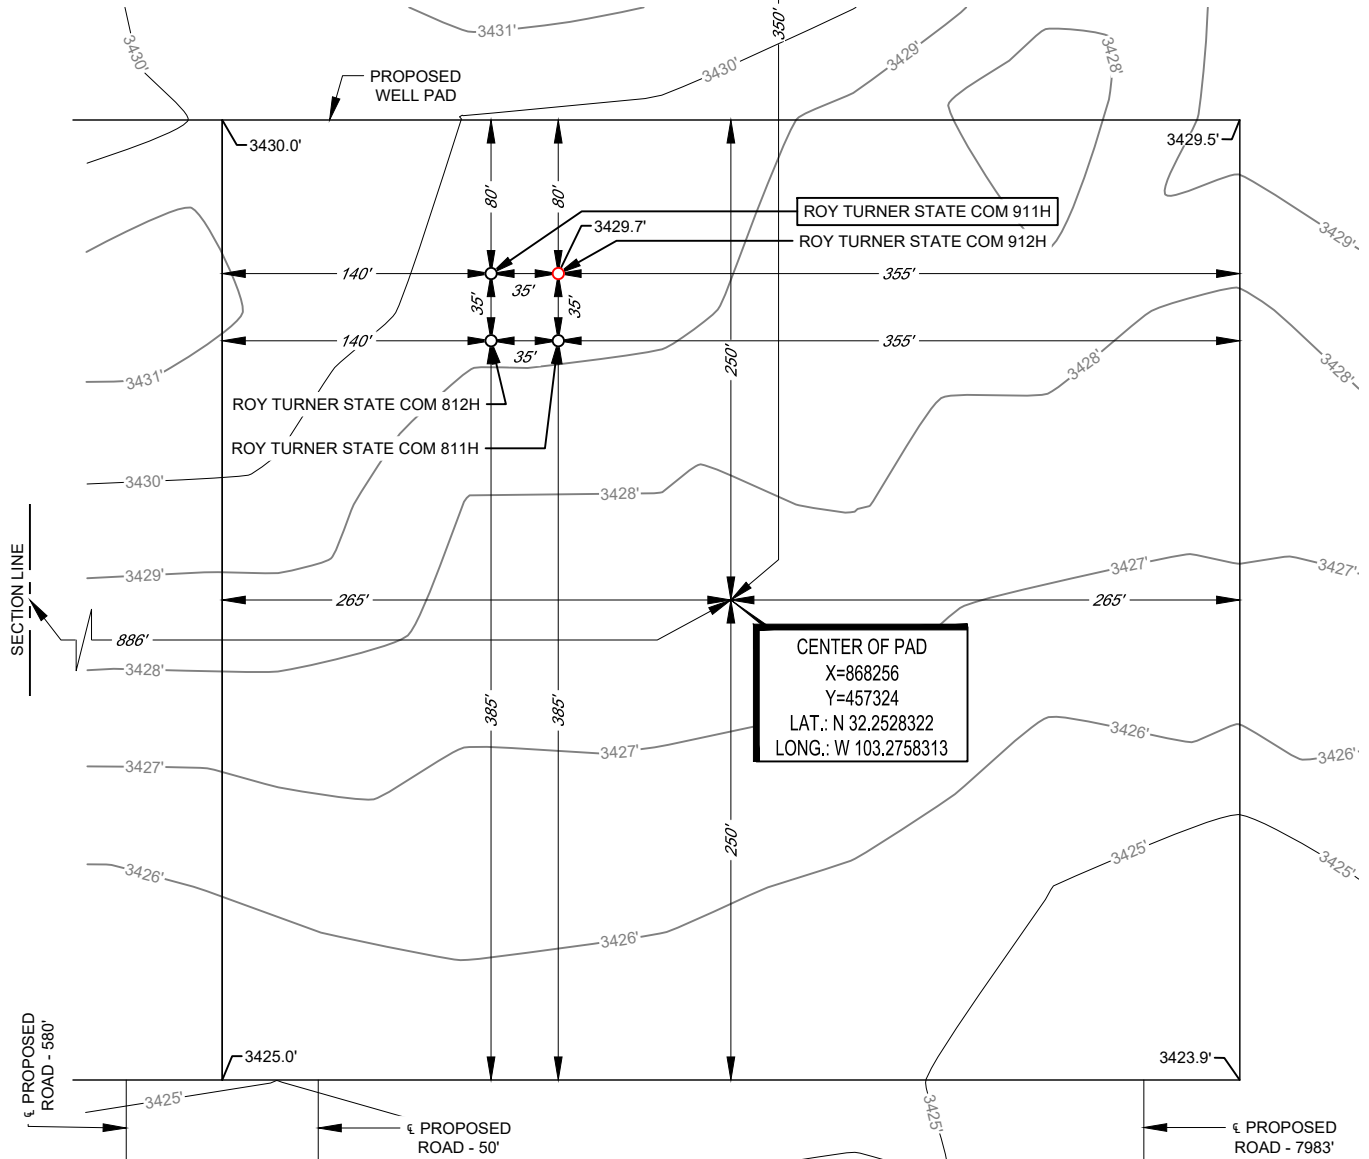 3431'
350'
3430'
3430'
3429'
3428'
PROPOSED
WELL PAD
3430.0'
3429.5'
80'
80'
ROY TURNER STATE COM 911H
3429.7'
ROY TURNER STATE COM 912H
3429'
140'
35'
355'
35'
35'
140'
35'
355'
250'
3431'
3428'
3428'
ROY TURNER STATE COM 812H
ROY TURNER STATE COM 811H
3430'
3428'
SECTION LINE
3429'
3427'
3427'
265'
265'
886'
3428'
CENTER OF PAD
X=868256
Y=457324
LAT.: N 32.2528322
LONG.: W 103.2758313
385'
385'
3427'
3427'
3426'
3426'
250'
3426'
3425'
3425'
3426'
℄ PROPOSED
ROAD - 580'
3425.0'
3423.9'
3425'
3425'
℄ PROPOSED
ROAD - 50'
℄ PROPOSED
ROAD - 7983'